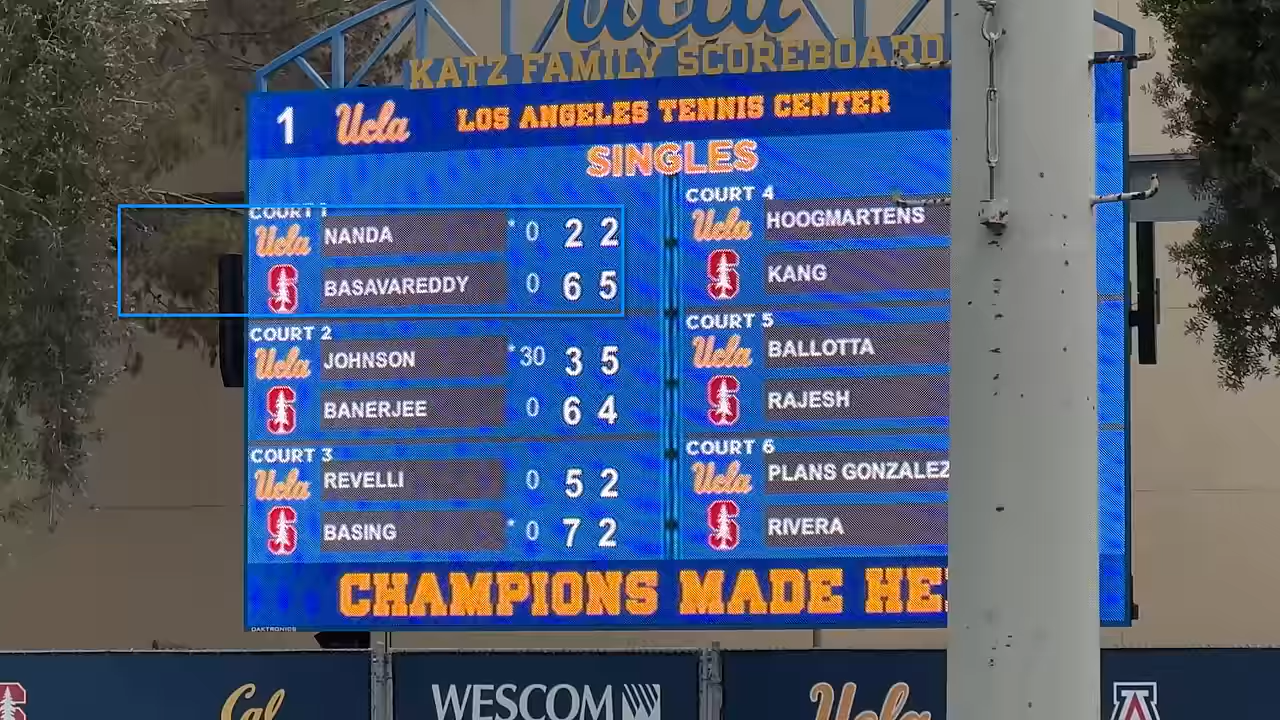 Ucla
KATZ FAMILY SCOREBOARD
1 Ucla LOS ANGELES TENNIS CENTER
SINGLES
COURT 1
Ucla NANDA * 0 2 2
S BASAVAREDDY 0 6 5
COURT 2
Ucla JOHNSON * 30 3 5
S BANERJEE 0 6 4
COURT 3
Ucla REVELLI 0 5 2
S BASING * 0 7 2
COURT 4
Ucla HOOGMARTENS
S KANG
COURT 5
Ucla BALLOTTA
S RAJESH
COURT 6
Ucla PLANS GONZALEZ
S RIVERA
CHAMPIONS MADE HE
DAKTRONICS
S Cal WESCOM Ucla A